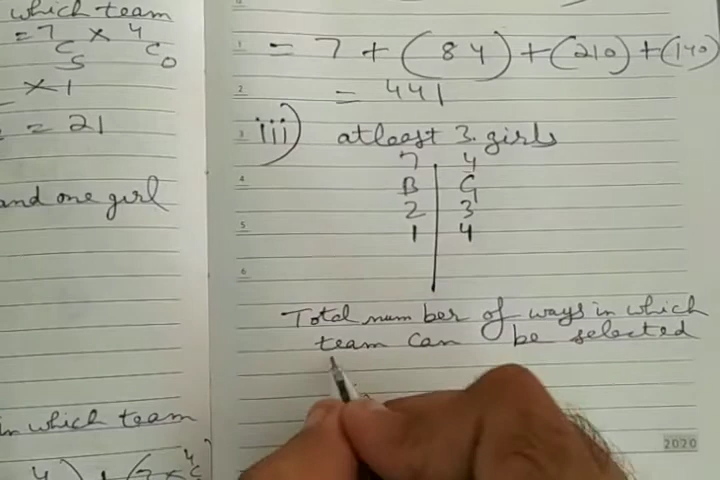 which team
= 7C5 × 4C0
× 1
= 21
and one girl
in which team
= 7 + (84) + (210) + (140)
= 441
iii) atleast 3 girls
7 4
B G
2 3
1 4
Total number of ways in which
team can be selected
2020